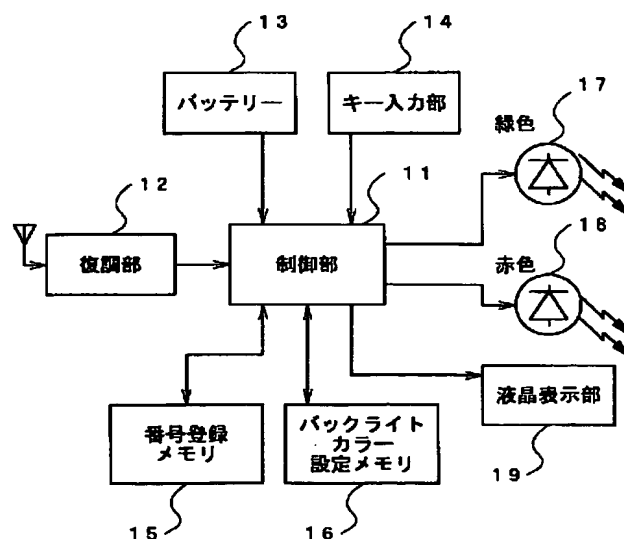 13
14
バッテリー
キー入力部
緑色
17
12
11
復調部
制御部
赤色
18
番号登録
メモリ
バックライト
カラー
設定メモリ
液晶表示部
15
16
19